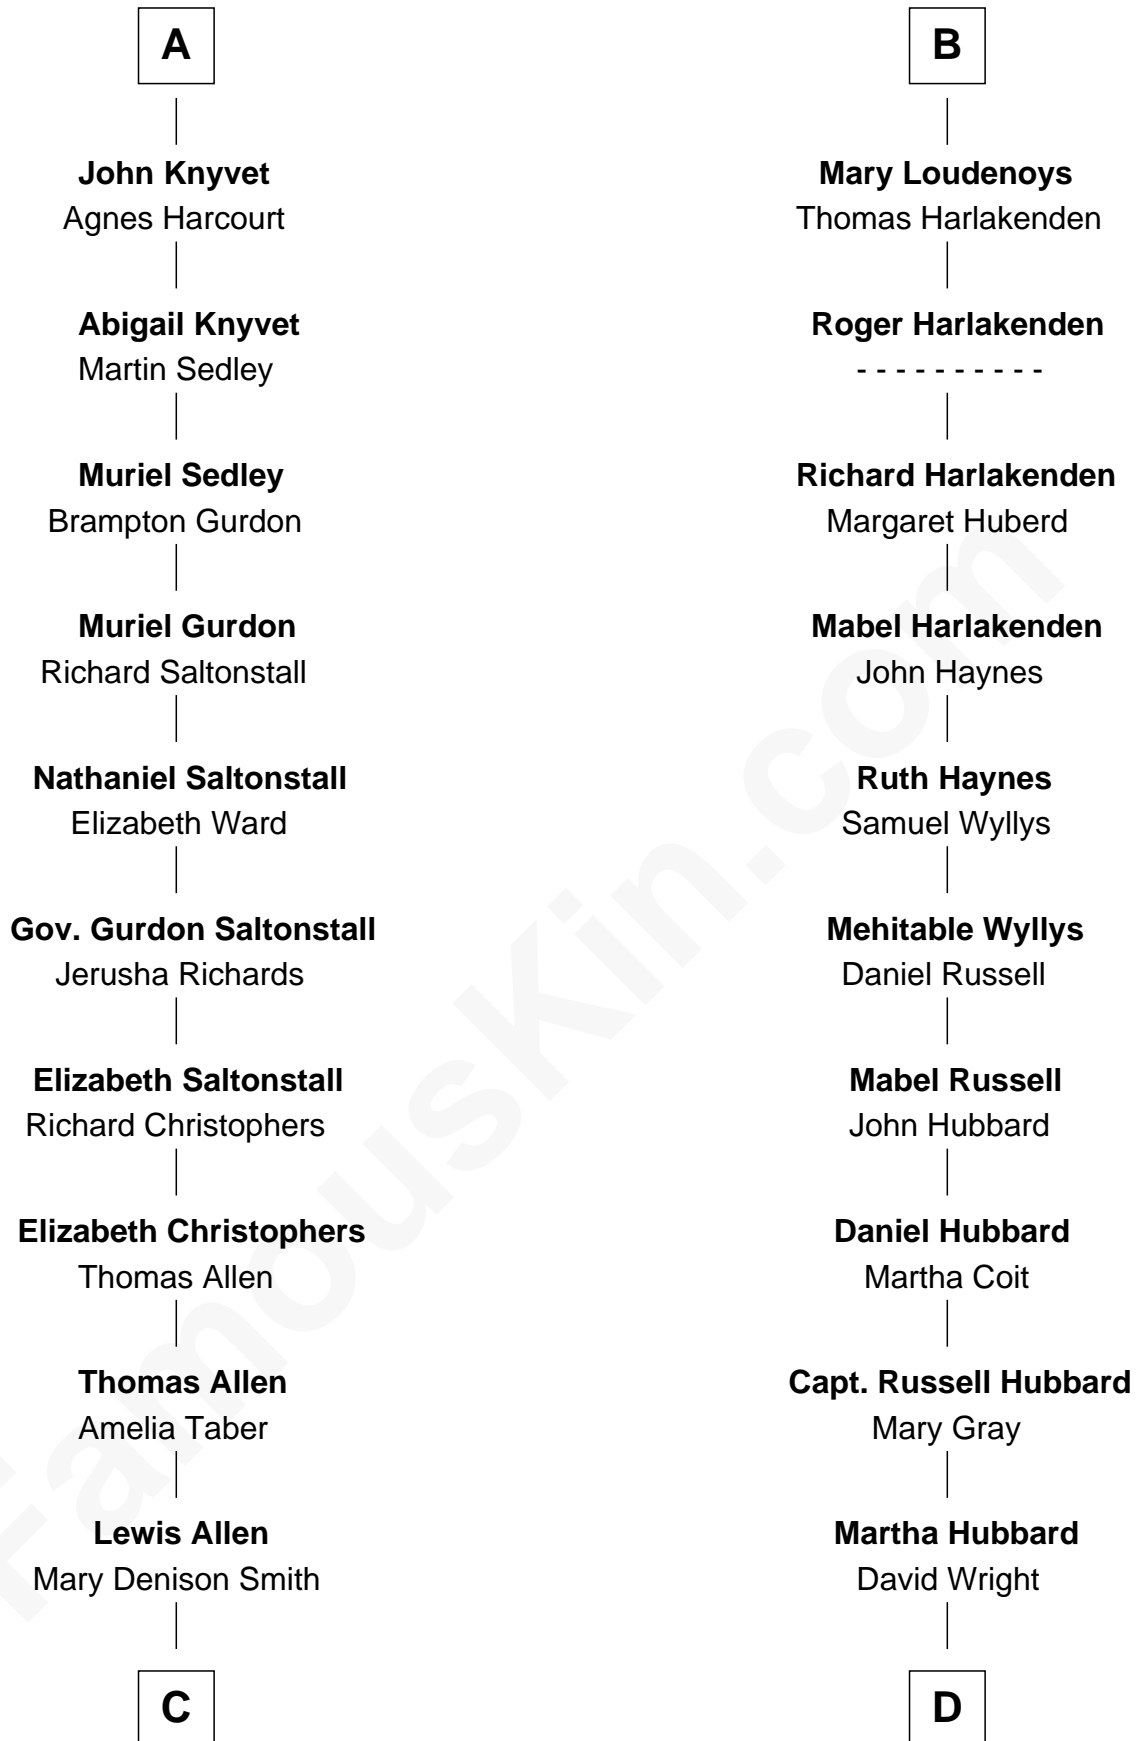 A
John Knyvet
Agnes Harcourt
Abigail Knyvet
Martin Sedley
Muriel Sedley
Brampton Gurdon
Muriel Gurdon
Richard Saltonstall
Nathaniel Saltonstall
Elizabeth Ward
Gov. Gurdon Saltonstall
Jerusha Richards
Elizabeth Saltonstall
Richard Christophers
Elizabeth Christophers
Thomas Allen
Thomas Allen
Amelia Taber
Lewis Allen
Mary Denison Smith
C
B
Mary Loudenoys
Thomas Harlakenden
Roger Harlakenden
- - - - - - - - - -
Richard Harlakenden
Margaret Huberd
Mabel Harlakenden
John Haynes
Ruth Haynes
Samuel Wyllys
Mehitable Wyllys
Daniel Russell
Mabel Russell
John Hubbard
Daniel Hubbard
Martha Coit
Capt. Russell Hubbard
Mary Gray
Martha Hubbard
David Wright
D
FamousKin.com